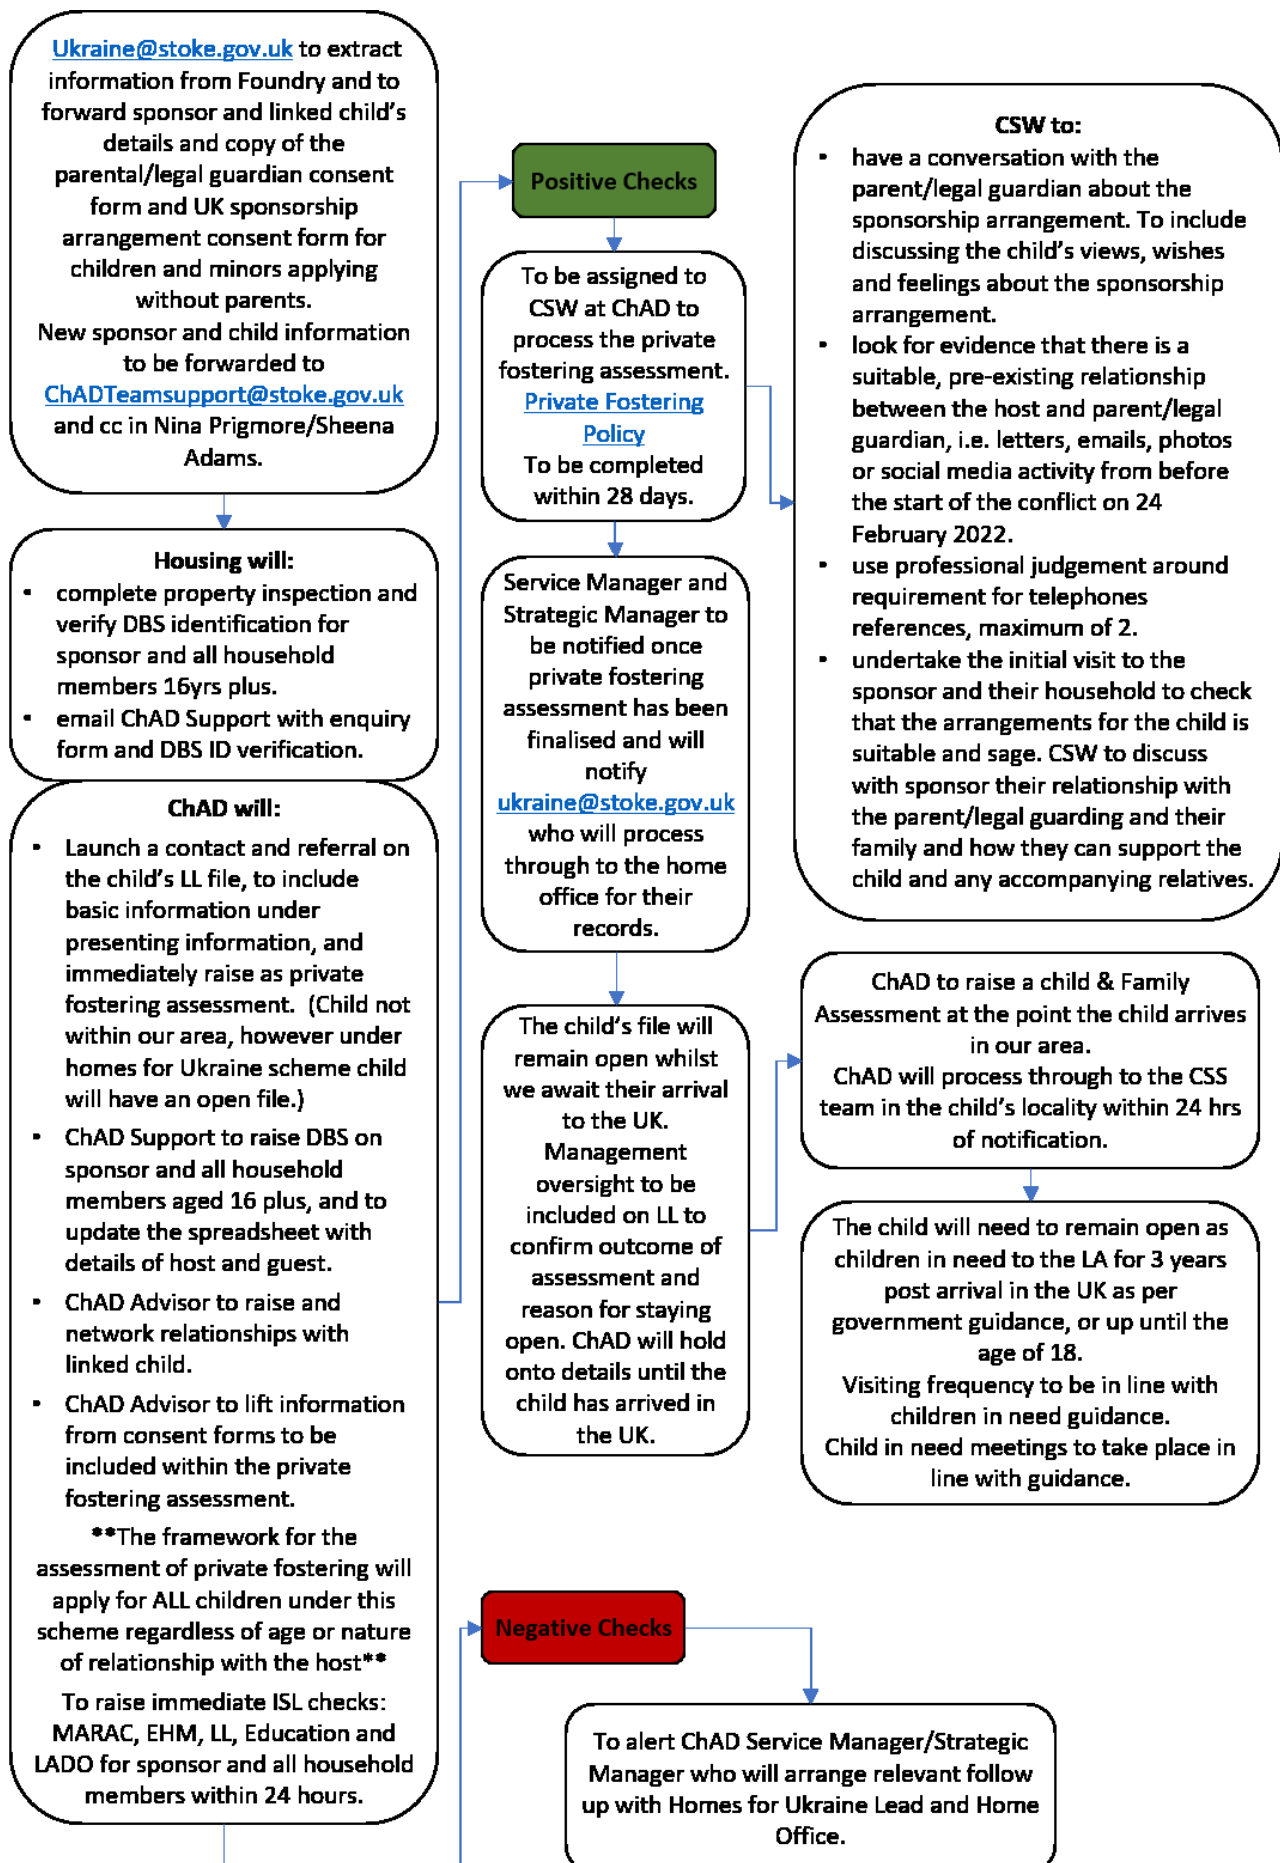 Ukraine@stoke.gov.uk to extract
information from Foundry and to
forward sponsor and linked child's
details and copy of the
parental/legal guardian consent
form and UK sponsorship
arrangement consent form for
children and minors applying
without parents.
New sponsor and child information
to be forwarded to
ChADTeamsupport@stoke.gov.uk
and cc in Nina Prigmore/Sheena
Adams.
Housing will:
• complete property inspection and
verify DBS identification for
sponsor and all household
members 16yrs plus.
• email ChAD Support with enquiry
form and DBS ID verification.
ChAD will:
• Launch a contact and referral on
the child's LL file, to include
basic information under
presenting information, and
immediately raise as private
fostering assessment. (Child not
within our area, however under
homes for Ukraine scheme child
will have an open file.)
• ChAD Support to raise DBS on
sponsor and all household
members aged 16 plus, and to
update the spreadsheet with
details of host and guest.
• ChAD Advisor to raise and
network relationships with
linked child.
• ChAD Advisor to lift information
from consent forms to be
included within the private
fostering assessment.
**The framework for the
assessment of private fostering will
apply for ALL children under this
scheme regardless of age or nature
of relationship with the host**
To raise immediate ISL checks:
MARAC, EHM, LL, Education and
LADO for sponsor and all household
members within 24 hours.
Positive Checks
To be assigned to
CSW at ChAD to
process the private
fostering assessment.
Private Fostering
Policy
To be completed
within 28 days.
Service Manager and
Strategic Manager to
be notified once
private fostering
assessment has been
finalised and will
notify
ukraine@stoke.gov.uk
who will process
through to the home
office for their
records.
The child's file will
remain open whilst
we await their arrival
to the UK.
Management
oversight to be
included on LL to
confirm outcome of
assessment and
reason for staying
open. ChAD will hold
onto details until the
child has arrived in
the UK.
CSW to:
• have a conversation with the
parent/legal guardian about the
sponsorship arrangement. To include
discussing the child's views, wishes
and feelings about the sponsorship
arrangement.
• look for evidence that there is a
suitable, pre-existing relationship
between the host and parent/legal
guardian, i.e. letters, emails, photos
or social media activity from before
the start of the conflict on 24
February 2022.
• use professional judgement around
requirement for telephones
references, maximum of 2.
• undertake the initial visit to the
sponsor and their household to check
that the arrangements for the child is
suitable and sage. CSW to discuss
with sponsor their relationship with
the parent/legal guarding and their
family and how they can support the
child and any accompanying relatives.
ChAD to raise a child & Family
Assessment at the point the child arrives
in our area.
ChAD will process through to the CSS
team in the child's locality within 24 hrs
of notification.
The child will need to remain open as
children in need to the LA for 3 years
post arrival in the UK as per
government guidance, or up until the
age of 18.
Visiting frequency to be in line with
children in need guidance.
Child in need meetings to take place in
line with guidance.
Negative Checks
To alert ChAD Service Manager/Strategic
Manager who will arrange relevant follow
up with Homes for Ukraine Lead and Home
Office.